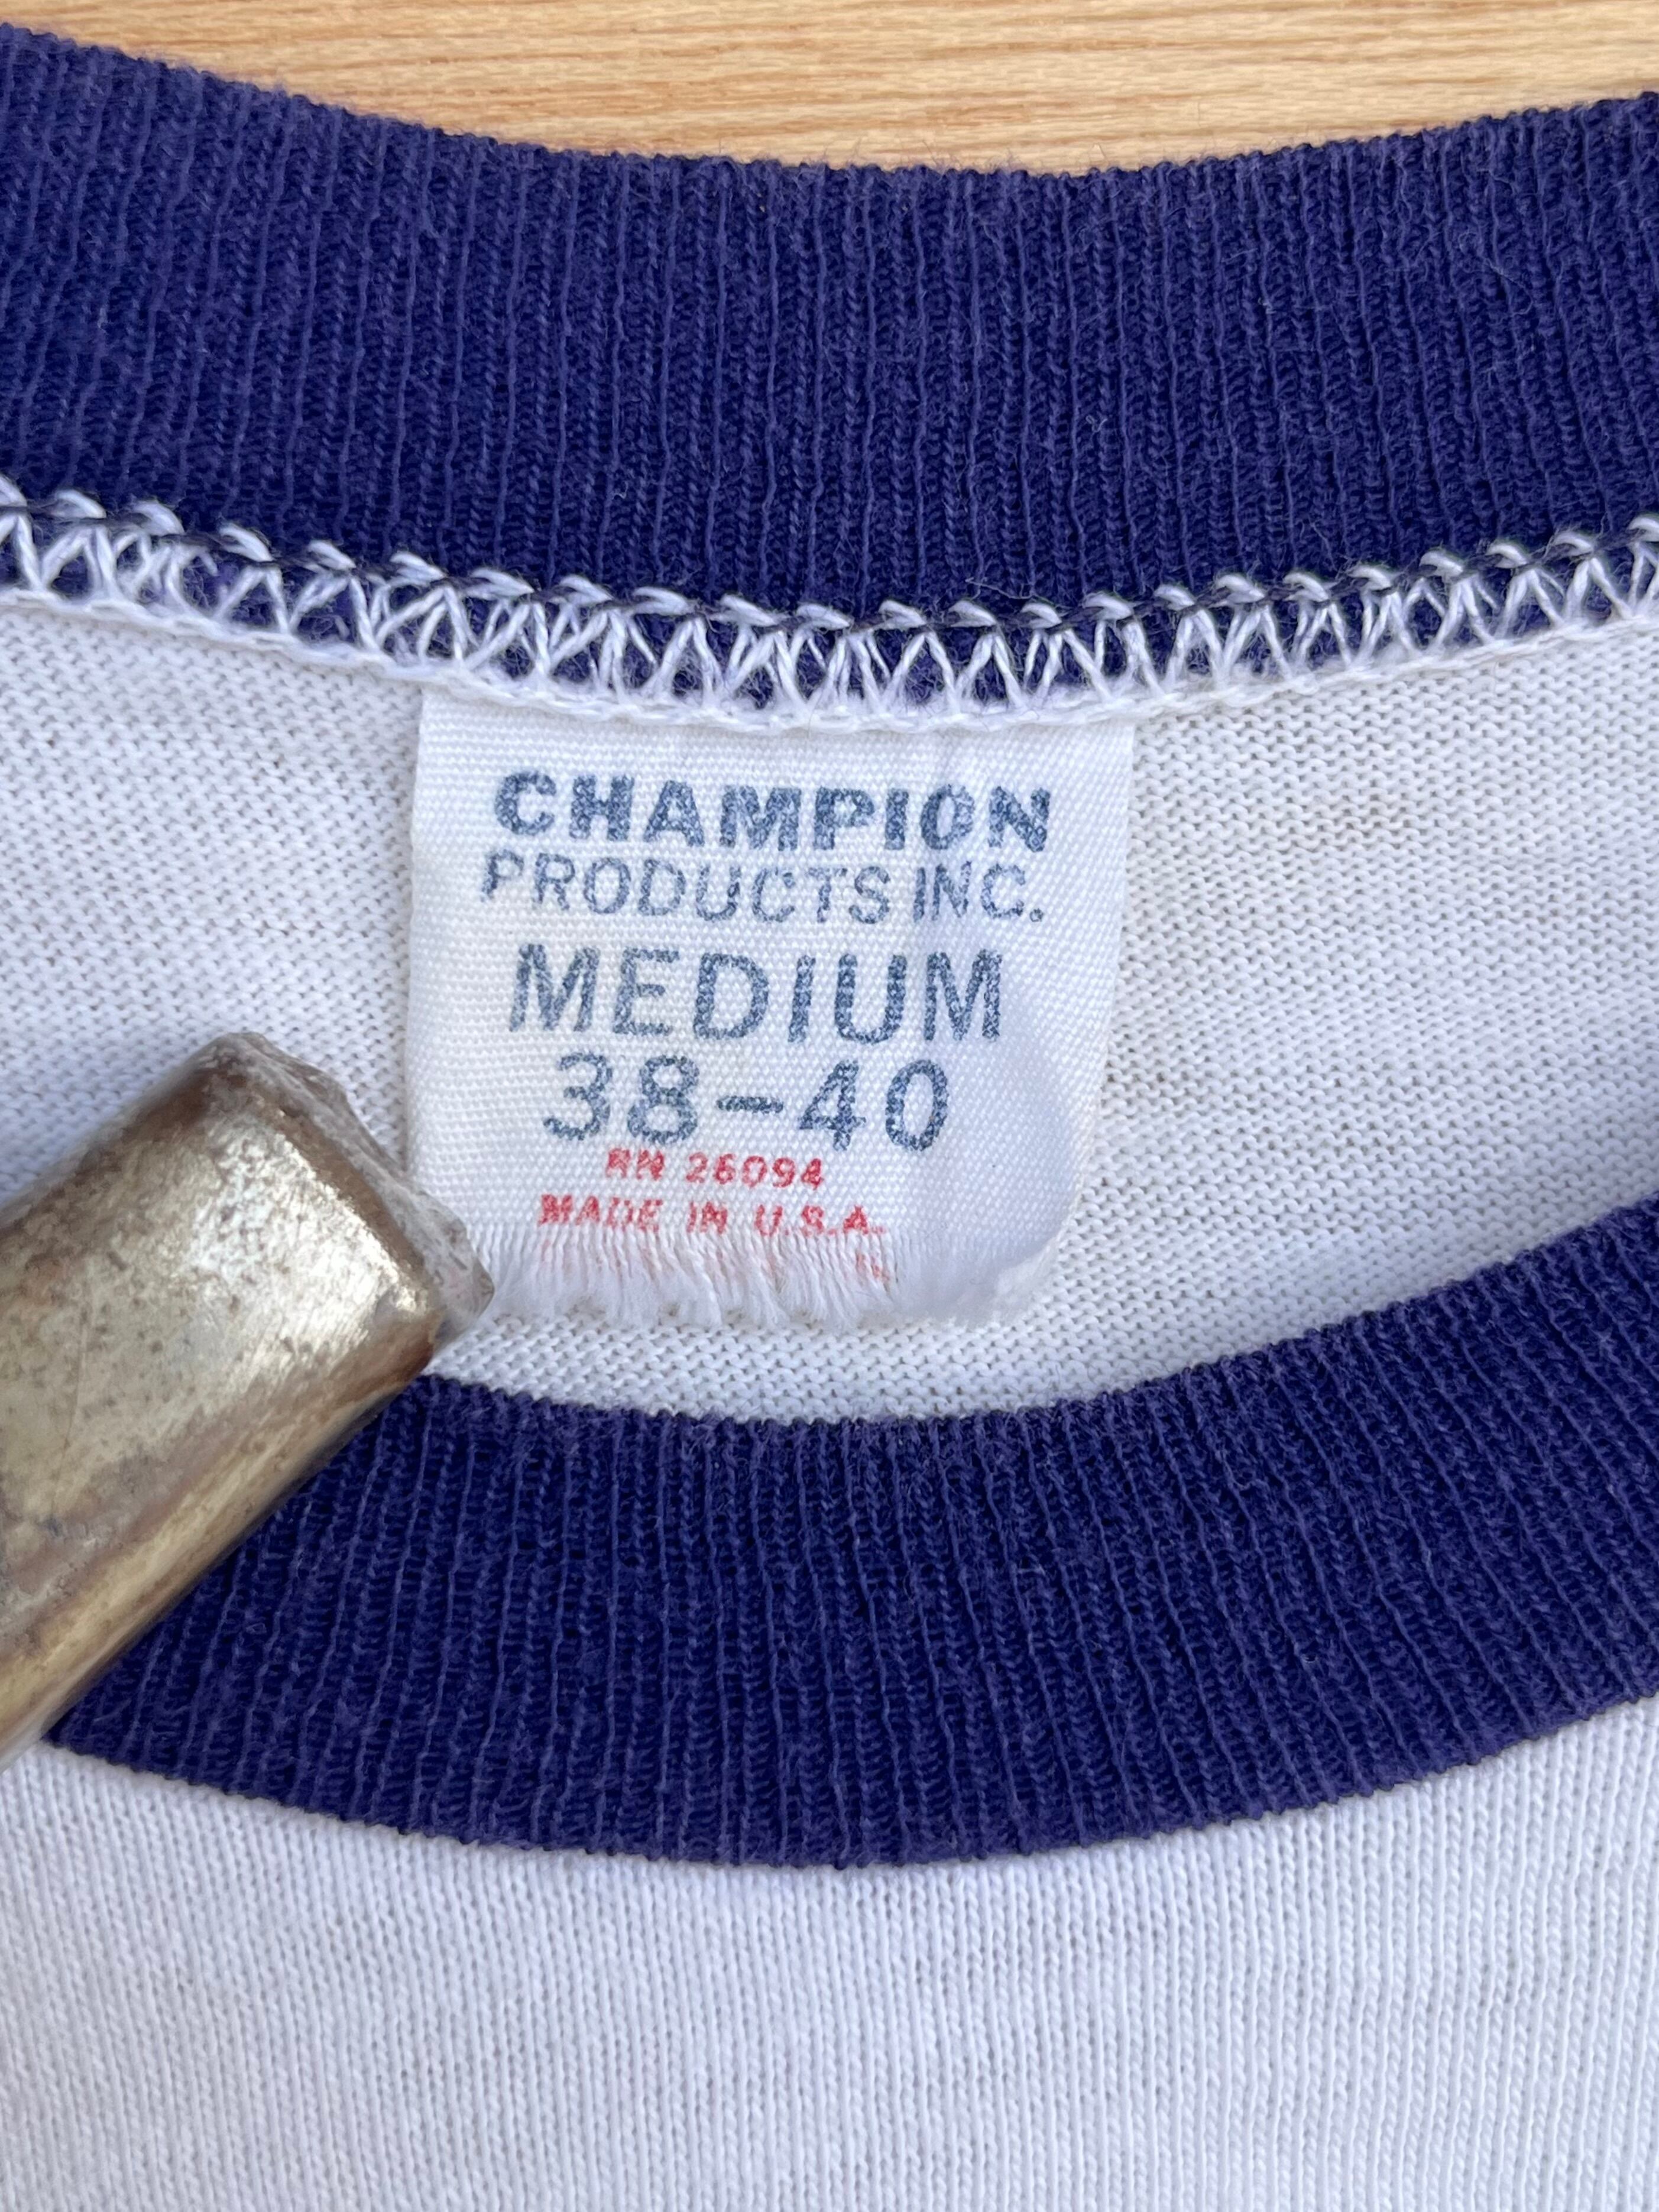 CHAMPION
PRODUCTS INC.
MEDIUM
38-40
RN 26094
MADE IN U.S.A.